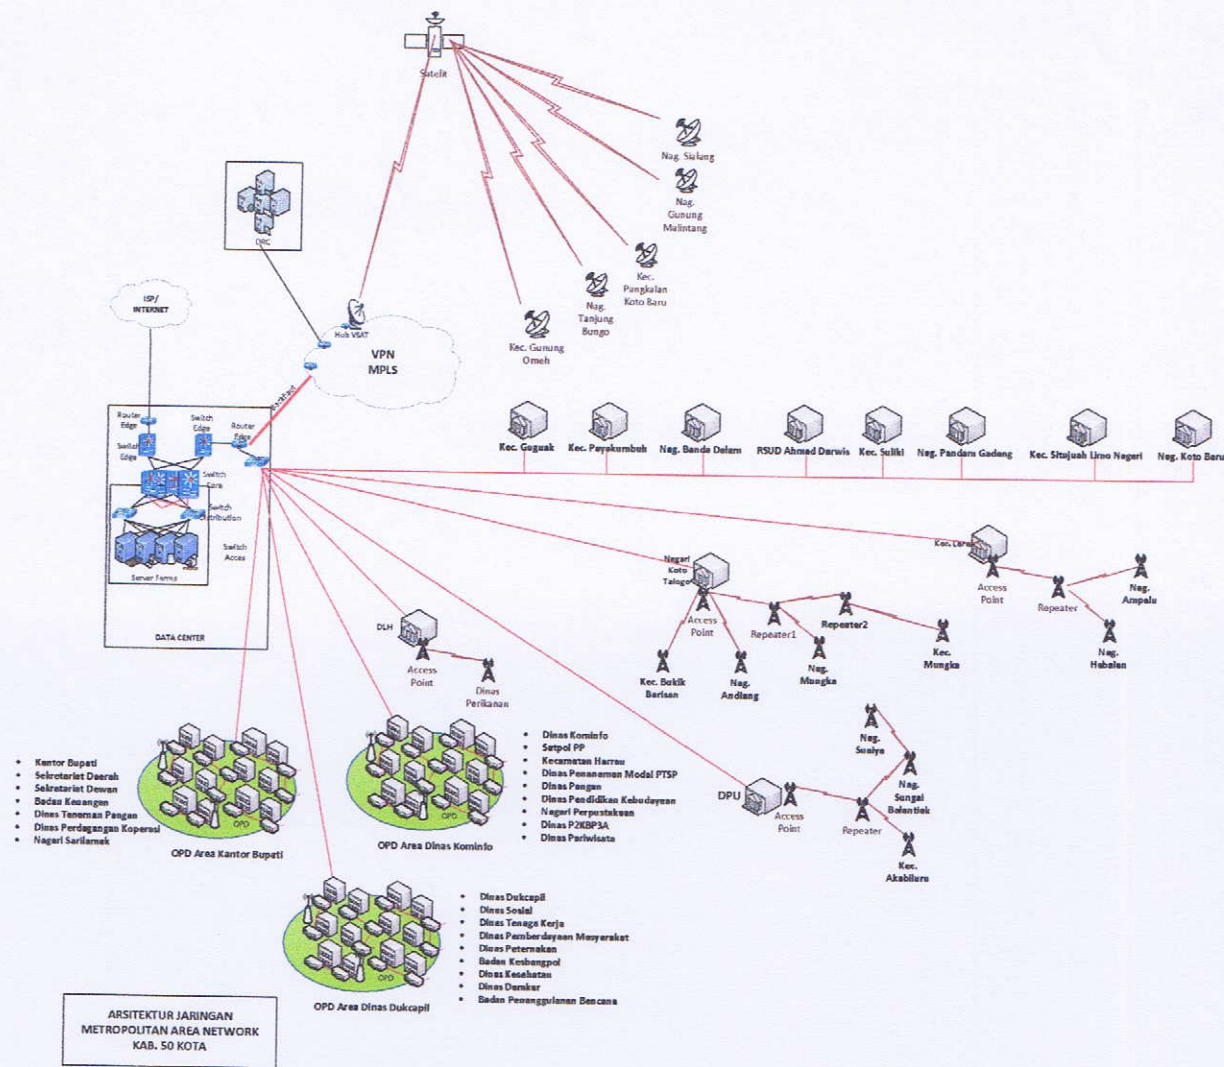 Satelit
Nag. Sialang
Nag.
Gunung
Malintang
Kec.
Pangkalan
Koto Baru
Nag.
Tanjung
Bungo
Kec. Gunung
Omeh
DRC
ISP/
INTERNET
Hub VSAT
VPN
MPLS
Backhaul
Router
Edge
Switch
Edge
Router
Edge
Switch
Edge
Switch
Core
Switch
Distribution
Switch
Acces
Server Farms
DATA CENTER
Kec. Guguak
Kec. Payakumbuh
Nag. Banda Dalam
RSUD Ahmad Darwis
Kec. Suliki
Nag. Pandam Gadang
Kec. Situjuah Limo Nagari
Nag. Koto Baru
Access
Point
Repeater
Nag.
Ampalu
Nag.
Habalan
Nagari
Koto
Talago
Access
Point
Repeater1
Repeater2
Kec.
Mungka
Nag.
Mungka
Kec. Bukik
Barisan
Nag.
Andiang
DLH
Access
Point
Dinas
Perikanan
DPU
Access
Point
Repeater
Nag.
Suaiya
Nag.
Sungai
Balantiak
Kec.
Akabiluru
• Kantor Bupati
• Sekretariat Daerah
• Sekretariat Dewan
• Badan Keuangan
• Dinas Tanaman Pangan
• Dinas Perdagangan Koperasi
• Nagari Sarilamak
OPD
OPD Area Kantor Bupati
OPD
OPD Area Dinas Kominfo
• Dinas Kominfo
• Satpol PP
• Kecamatan Harrau
• Dinas Penanaman Modal PTSP
• Dinas Pangan
• Dinas Pendidikan Kebudayaan
• Nagari Perpustakaan
• Dinas P2KBP3A
• Dinas Pariwisata
OPD
OPD Area Dinas Dukcapil
• Dinas Dukcapil
• Dinas Sosial
• Dinas Tenaga Kerja
• Dinas Pemberdayaan Masyarakat
• Dinas Peternakan
• Badan Kesbangpol
• Dinas Kesehatan
• Dinas Damkar
• Badan Penanggulanan Bencana
ARSITEKTUR JARINGAN
METROPOLITAN AREA NETWORK
KAB. 50 KOTA